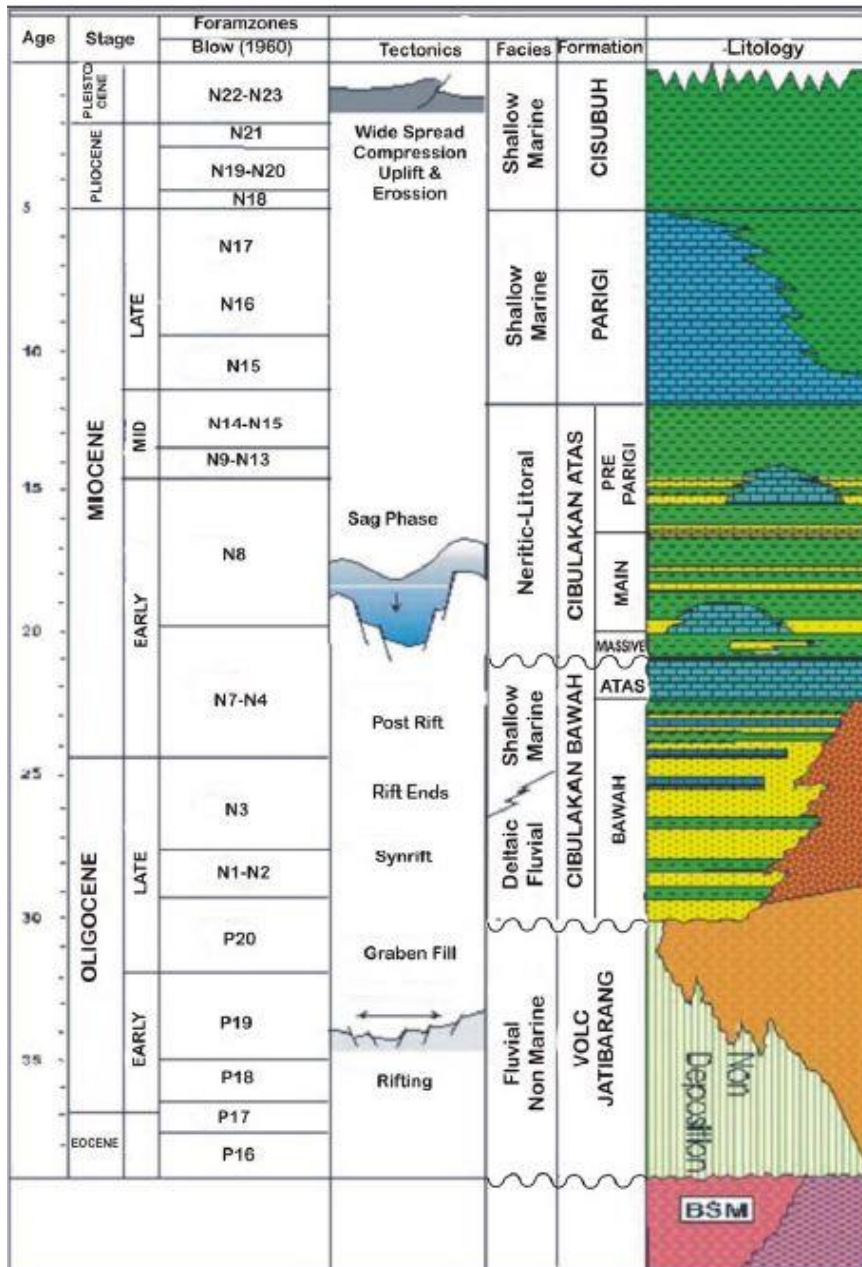 Age
Stage
Foramzones
Blow (1960)
Tectonics
Facies
Formation
Litology
5
10
15
20
25
30
35
PLEISTO
CENE
PLIOCENE
MIOCENE
LATE
MID
EARLY
OLIGOCENE
LATE
EARLY
EOCENE
N22-N23
N21
N19-N20
N18
N17
N16
N15
N14-N15
N9-N13
N8
N7-N4
N3
N1-N2
P20
P19
P18
P17
P16
Wide Spread
Compression
Uplift &
Erossion
Sag Phase
Post Rift
Rift Ends
Synrift
Graben Fill
Rifting
Shallow
Marine
Shallow
Marine
Neritic-Litoral
Shallow
Marine
Deltaic
Fluvial
Fluvial
Non Marine
CISUBUH
PARIGI
CIBULAKAN ATAS
PRE
PARIGI
MAIN
MASSIVE
CIBULAKAN BAWAH
ATAS
BAWAH
VOLC
JATIBARANG
Non
Deposition
BSM